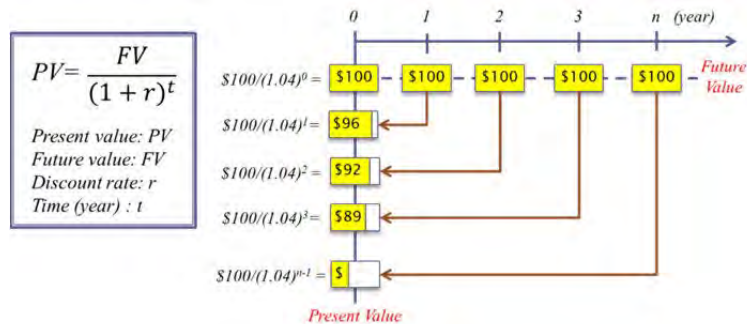 0 1 2 3 n (year)
PV= FV
(1 + r)^t
Present value: PV
Future value: FV
Discount rate: r
Time (year) : t
$100/(1.04)^0 = $100 $100 $100 $100 $100 Future
Value
$100/(1.04)^1 = $96
$100/(1.04)^2 = $92
$100/(1.04)^3 = $89
$100/(1.04)^n-1 = $
Present Value